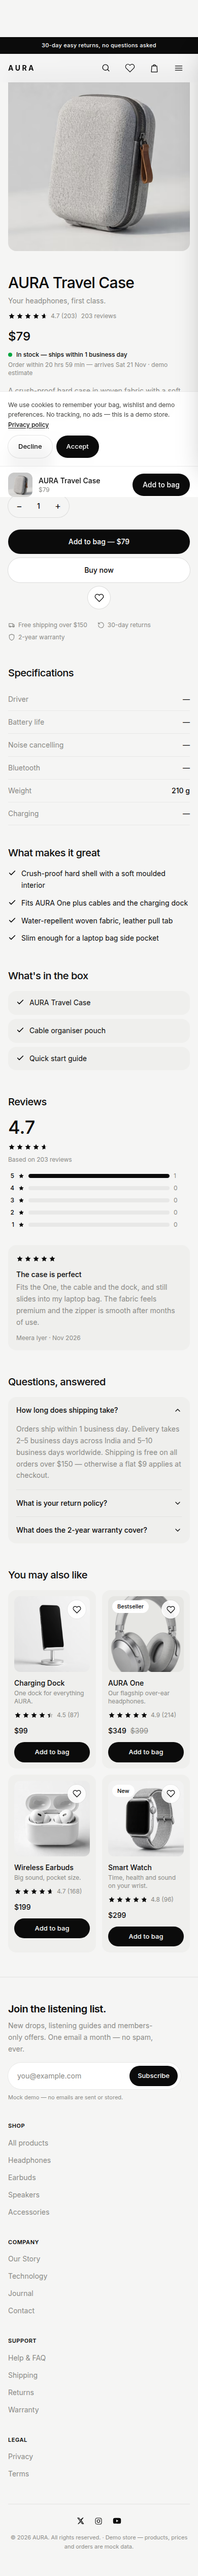 30-day easy returns, no questions asked
AURA
AURA Travel Case
Your headphones, first class.
4.7 (203) 203 reviews
$79
In stock — ships within 1 business day
Order within 20 hrs 59 min — arrives Sat 21 Nov · demo
estimate
A crush-proof hard case in woven fabric with a soft
We use cookies to remember your bag, wishlist and demo
preferences. No tracking, no ads — this is a demo store.
Privacy policy
Decline Accept
AURA Travel Case
$79
Add to bag
− 1 +
Add to bag — $79
Buy now
Free shipping over $150 30-day returns
2-year warranty
Specifications
Driver —
Battery life —
Noise cancelling —
Bluetooth —
Weight 210 g
Charging —
What makes it great
Crush-proof hard shell with a soft moulded
interior
Fits AURA One plus cables and the charging dock
Water-repellent woven fabric, leather pull tab
Slim enough for a laptop bag side pocket
What's in the box
AURA Travel Case
Cable organiser pouch
Quick start guide
Reviews
4.7
Based on 203 reviews
5 1
4 0
3 0
2 0
1 0
The case is perfect
Fits the One, the cable and the dock, and still
slides into my laptop bag. The fabric feels
premium and the zipper is smooth after months
of use.
Meera Iyer · Nov 2026
Questions, answered
How long does shipping take?
Orders ship within 1 business day. Delivery takes
2–5 business days across India and 5–10
business days worldwide. Shipping is free on all
orders over $150 — otherwise a flat $9 applies at
checkout.
What is your return policy?
What does the 2-year warranty cover?
You may also like
Charging Dock
One dock for everything
AURA.
4.5 (87)
$99
Add to bag
Bestseller
AURA One
Our flagship over-ear
headphones.
4.9 (214)
$349 $399
Add to bag
Wireless Earbuds
Big sound, pocket size.
4.7 (168)
$199
Add to bag
New
Smart Watch
Time, health and sound
on your wrist.
4.8 (96)
$299
Add to bag
Join the listening list.
New drops, listening guides and members-
only offers. One email a month — no spam,
ever.
you@example.com Subscribe
Mock demo — no emails are sent or stored.
SHOP
All products
Headphones
Earbuds
Speakers
Accessories
COMPANY
Our Story
Technology
Journal
Contact
SUPPORT
Help & FAQ
Shipping
Returns
Warranty
LEGAL
Privacy
Terms
© 2026 AURA. All rights reserved. · Demo store — products, prices
and orders are mock data.